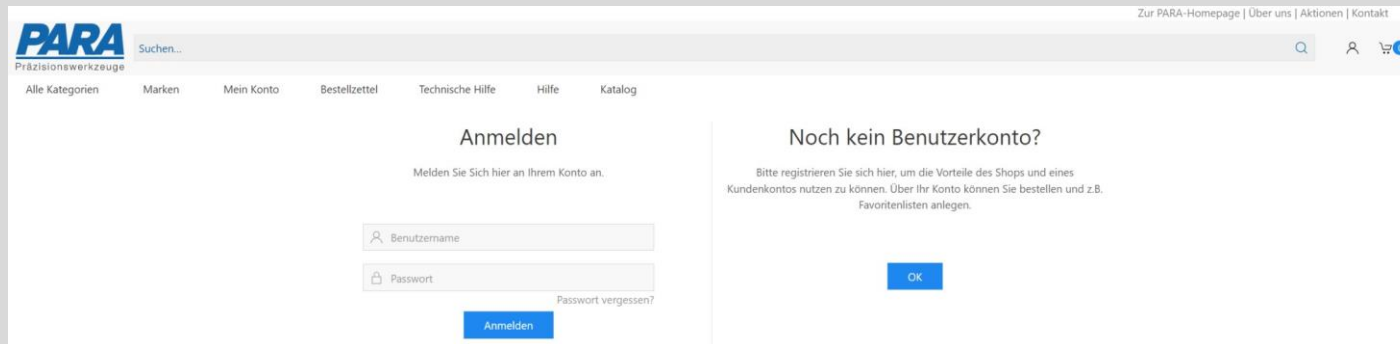 Zur PARA-Homepage | Über uns | Aktionen | Kontakt
PARA
Präzisionswerkzeuge
Suchen...
Alle Kategorien Marken Mein Konto Bestellzettel Technische Hilfe Hilfe Katalog
Anmelden
Melden Sie Sich hier an Ihrem Konto an.
Benutzername
Passwort
Passwort vergessen?
Anmelden
Noch kein Benutzerkonto?
Bitte registrieren Sie sich hier, um die Vorteile des Shops und eines
Kundenkontos nutzen zu können. Über Ihr Konto können Sie bestellen und z.B.
Favoritenlisten anlegen.
OK